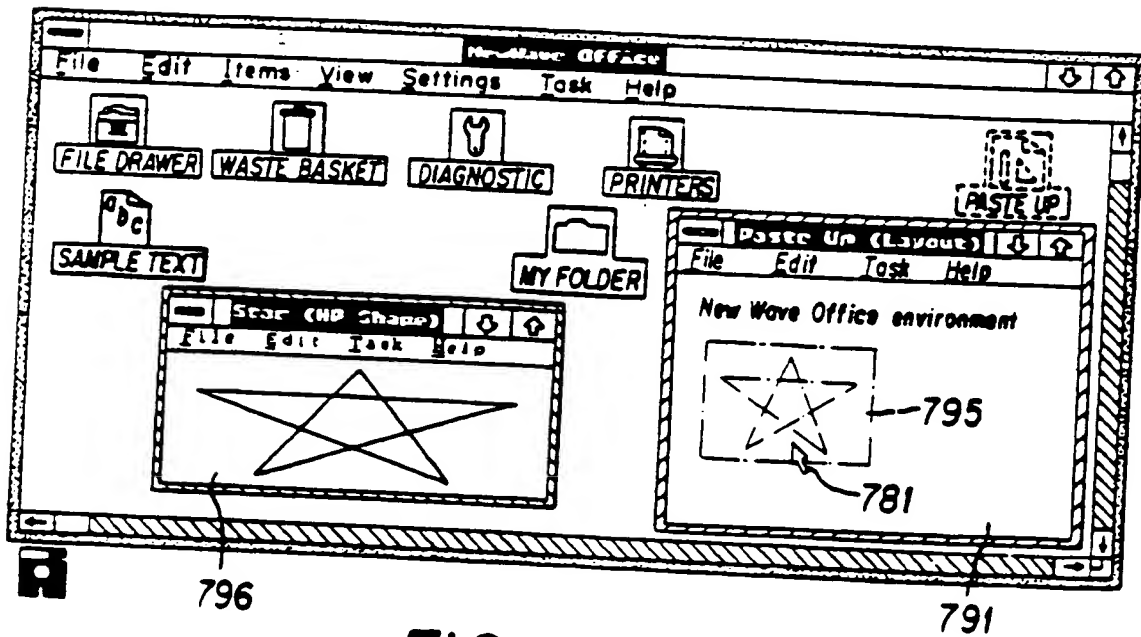 NewWave Office
File Edit Items View Settings Task Help
FILE DRAWER WASTE BASKET DIAGNOSTIC PRINTERS PASTE UP
abc
SAMPLE TEXT MY FOLDER
Paste Up (Layout)
File Edit Task Help
New Wave Office environment
Star (HP Shape)
File Edit Task Help
795
781
796
791